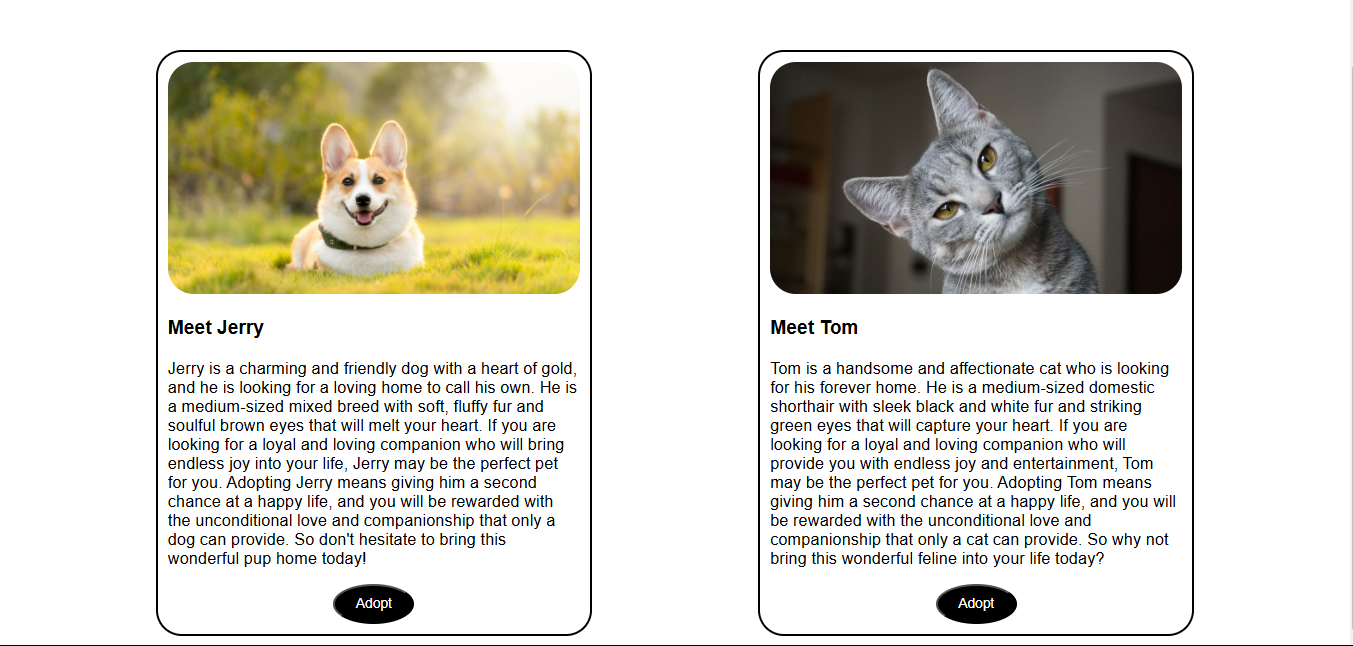 Meet Jerry
Jerry is a charming and friendly dog with a heart of gold,
and he is looking for a loving home to call his own. He is
a medium-sized mixed breed with soft, fluffy fur and
soulful brown eyes that will melt your heart. If you are
looking for a loyal and loving companion who will bring
endless joy into your life, Jerry may be the perfect pet
for you. Adopting Jerry means giving him a second
chance at a happy life, and you will be rewarded with
the unconditional love and companionship that only a
dog can provide. So don't hesitate to bring this
wonderful pup home today!
Adopt
Meet Tom
Tom is a handsome and affectionate cat who is looking
for his forever home. He is a medium-sized domestic
shorthair with sleek black and white fur and striking
green eyes that will capture your heart. If you are
looking for a loyal and loving companion who will
provide you with endless joy and entertainment, Tom
may be the perfect pet for you. Adopting Tom means
giving him a second chance at a happy life, and you will
be rewarded with the unconditional love and
companionship that only a cat can provide. So why not
bring this wonderful feline into your life today?
Adopt